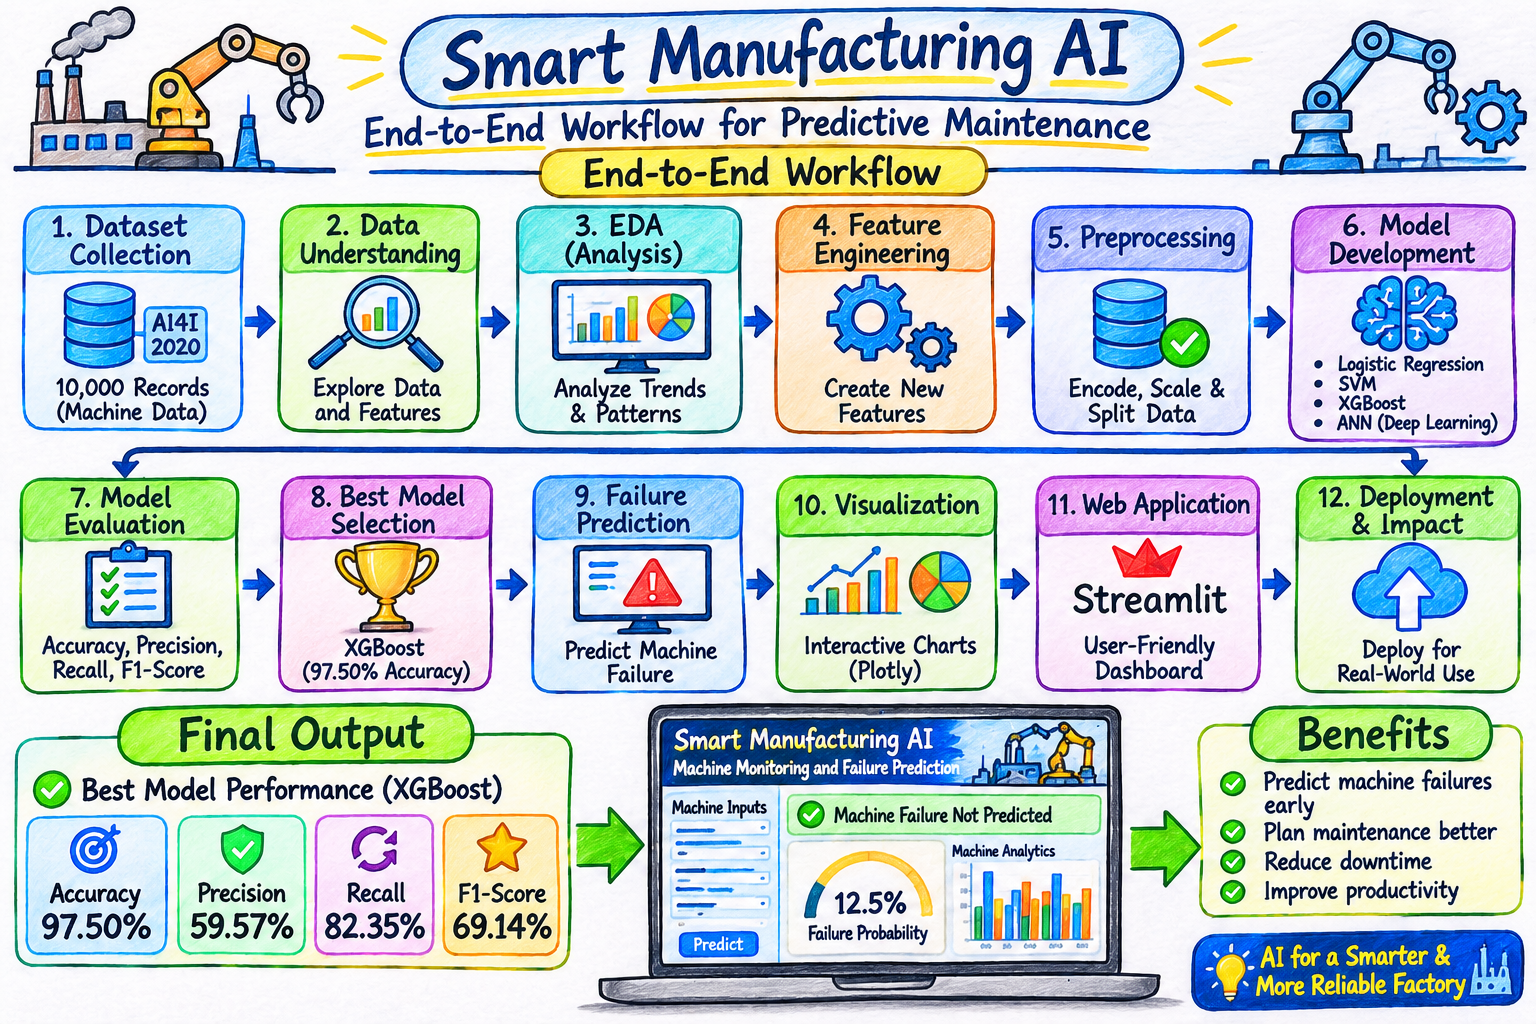 Smart Manufacturing AI
End-to-End Workflow for Predictive Maintenance
End-to-End Workflow
1. Dataset
Collection
AI4I
2020
10,000 Records
(Machine Data)
2. Data
Understanding
Explore Data
and Features
3. EDA
(Analysis)
Analyze Trends
& Patterns
4. Feature
Engineering
Create New
Features
5. Preprocessing
Encode, Scale &
Split Data
6. Model
Development
• Logistic Regression
• SVM
• XGBoost
• ANN (Deep Learning)
7. Model
Evaluation
Accuracy, Precision,
Recall, F1-Score
8. Best Model
Selection
XGBoost
(97.50% Accuracy)
9. Failure
Prediction
Predict Machine
Failure
10. Visualization
Interactive Charts
(Plotly)
11. Web Application
Streamlit
User-Friendly
Dashboard
12. Deployment
& Impact
Deploy for
Real-World Use
Final Output
Best Model Performance (XGBoost)
Accuracy
97.50%
Precision
59.57%
Recall
82.35%
F1-Score
69.14%
Smart Manufacturing AI
Machine Monitoring and Failure Prediction
Machine Inputs
Predict
Machine Failure Not Predicted
12.5%
Failure Probability
Machine Analytics
Benefits
Predict machine failures
early
Plan maintenance better
Reduce downtime
Improve productivity
AI for a Smarter &
More Reliable Factory